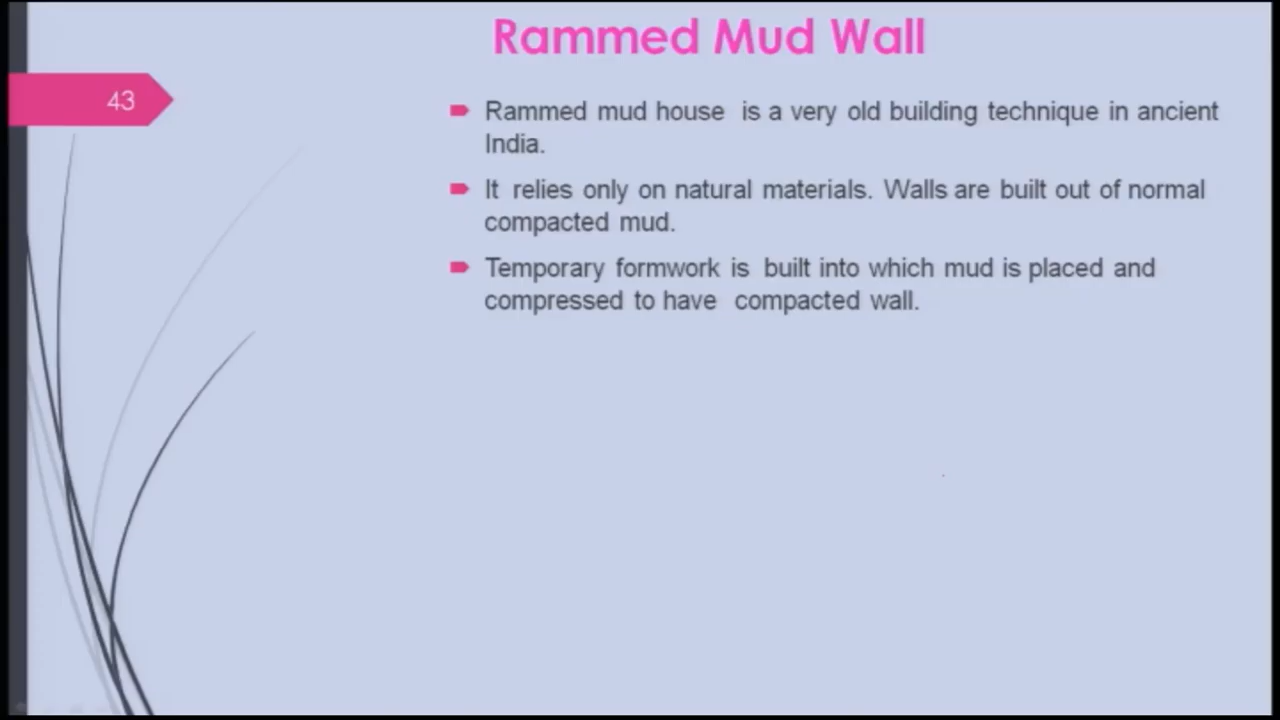 Rammed Mud Wall
43
Rammed mud house is a very old building technique in ancient
India.
It relies only on natural materials. Walls are built out of normal
compacted mud.
Temporary formwork is built into which mud is placed and
compressed to have compacted wall.